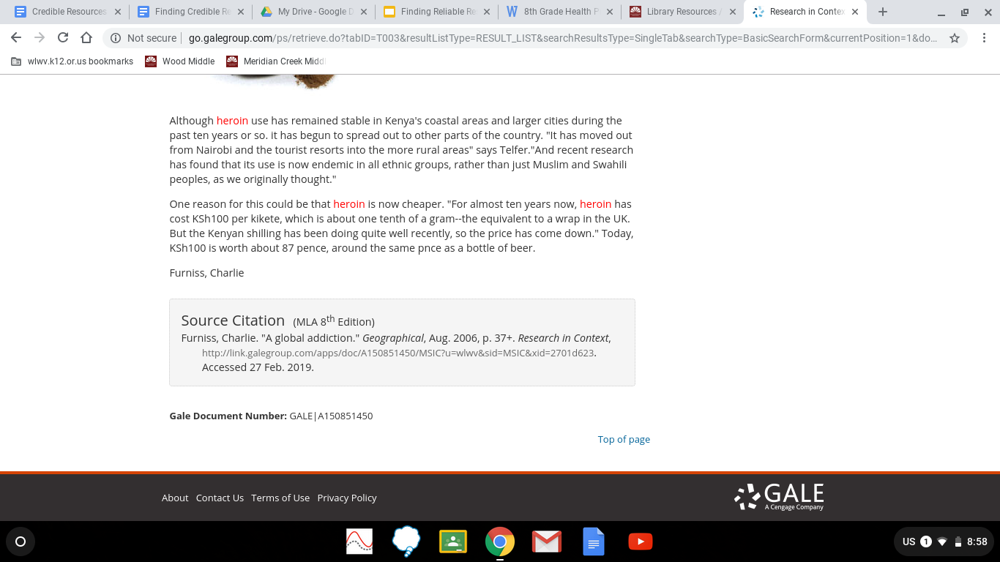 Credible Resources
Finding Credible Re
My Drive - Google D
Finding Reliable Re
8th Grade Health P
Library Resources /
Research in Contex
Not secure
go.galegroup.com/ps/retrieve.do?tabID=T003&resultListType=RESULT_LIST&searchResultsType=SingleTab&searchType=BasicSearchForm&currentPosition=1&do...
wlwv.k12.or.us bookmarks
Wood Middle
Meridian Creek Middl
Although heroin use has remained stable in Kenya's coastal areas and larger cities during the
past ten years or so. it has begun to spread out to other parts of the country. "It has moved out
from Nairobi and the tourist resorts into the more rural areas" says Telfer."And recent research
has found that its use is now endemic in all ethnic groups, rather than just Muslim and Swahili
peoples, as we originally thought."
One reason for this could be that heroin is now cheaper. "For almost ten years now, heroin has
cost KSh100 per kikete, which is about one tenth of a gram--the equivalent to a wrap in the UK.
But the Kenyan shilling has been doing quite well recently, so the price has come down." Today,
KSh100 is worth about 87 pence, around the same pnce as a bottle of beer.
Furniss, Charlie
Source Citation (MLA 8th Edition)
Furniss, Charlie. "A global addiction." Geographical, Aug. 2006, p. 37+. Research in Context,
http://link.galegroup.com/apps/doc/A150851450/MSIC?u=wlwv&sid=MSIC&xid=2701d623.
Accessed 27 Feb. 2019.
Gale Document Number: GALE|A150851450
Top of page
About Contact Us Terms of Use Privacy Policy
GALE
A Cengage Company
US 1 8:58